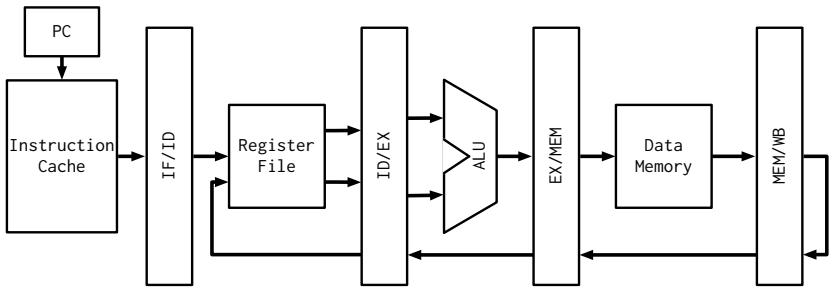 PC
Instruction
Cache
IF/ID
Register
File
ID/EX
ALU
EX/MEM
Data
Memory
MEM/WB